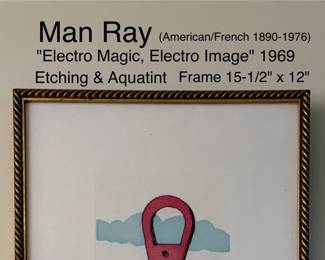 Man Ray (American/French 1890-1976)
"Electro Magic, Electro Image" 1969
Etching & Aquatint Frame 15-1/2" x 12"